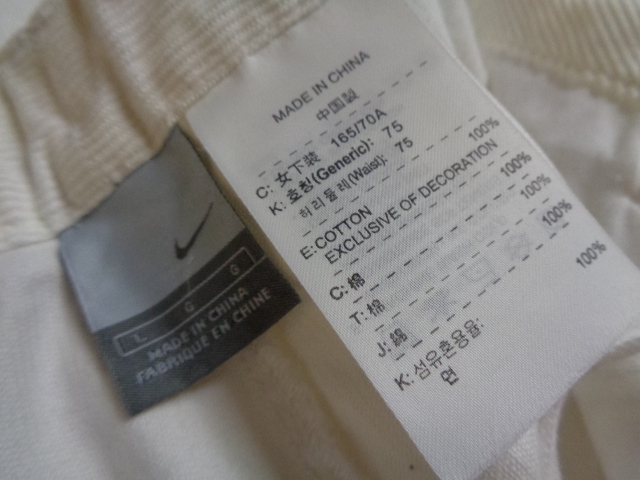 MADE IN CHINA
中国製
C: 女下裝 165/70A
K: 호칭(Generic): 75
허리둘레(Waist): 75
E: COTTON 100%
EXCLUSIVE OF DECORATION
C: 棉 100%
T: 棉 100%
J: 綿 100%
K: 섬유혼용율:
면 100%
L G G
MADE IN CHINA
FABRIQUÉ EN CHINE